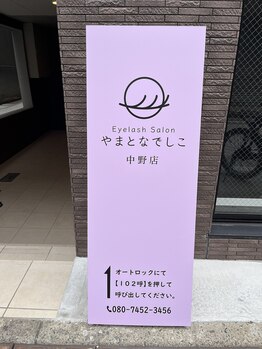 Eyelash Salon
やまとなでしこ
中野店
1
オートロックにて
【102呼】を押して
呼び出してください。
080-7452-3456